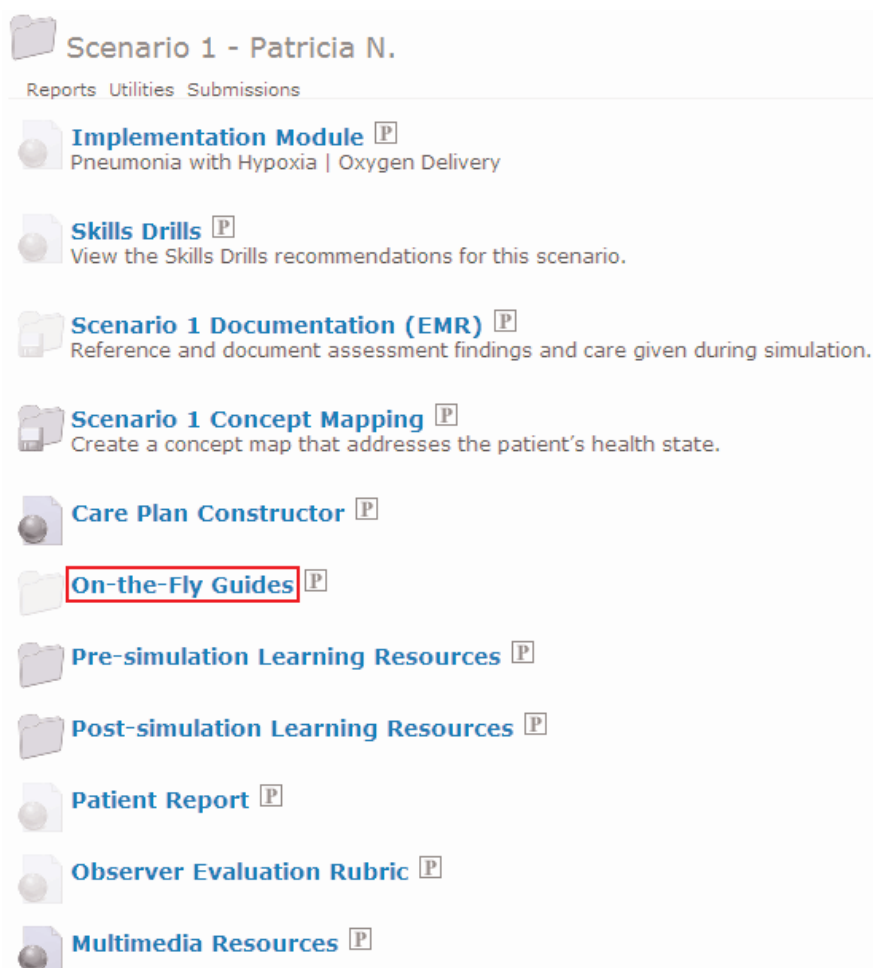 Scenario 1 - Patricia N.
Reports Utilities Submissions
Implementation Module P
Pneumonia with Hypoxia | Oxygen Delivery
Skills Drills P
View the Skills Drills recommendations for this scenario.
Scenario 1 Documentation (EMR) P
Reference and document assessment findings and care given during simulation.
Scenario 1 Concept Mapping P
Create a concept map that addresses the patient’s health state.
Care Plan Constructor P
On-the-Fly Guides P
Pre-simulation Learning Resources P
Post-simulation Learning Resources P
Patient Report P
Observer Evaluation Rubric P
Multimedia Resources P